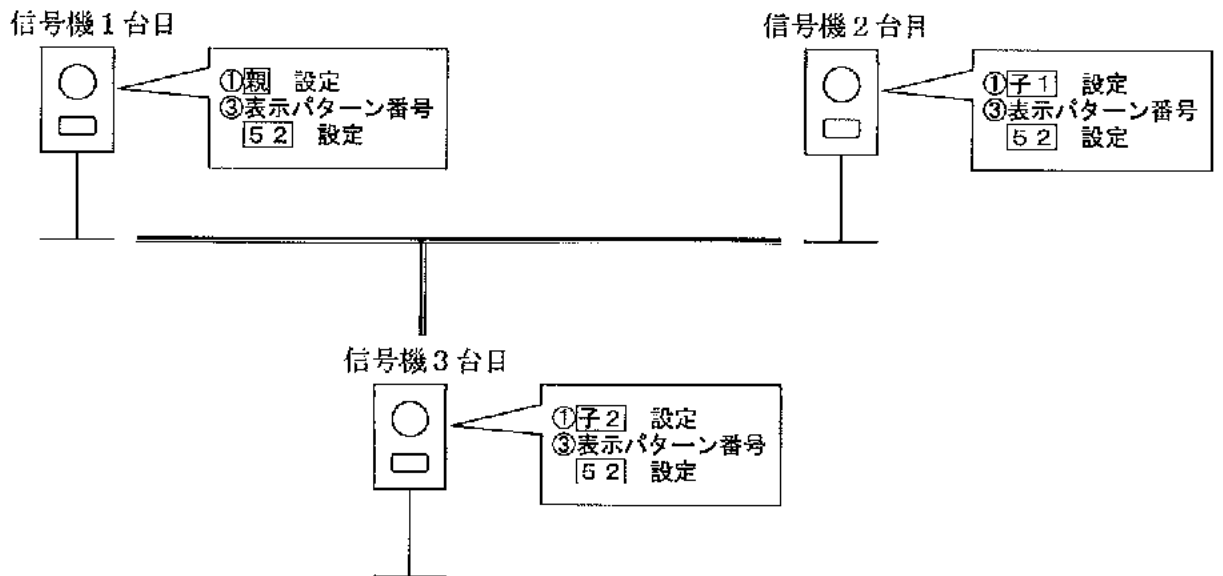 信号機1台目
①親 設定
③表示パターン番号
52 設定
信号機2台目
①子1 設定
③表示パターン番号
52 設定
信号機3台目
①子2 設定
③表示パターン番号
52 設定